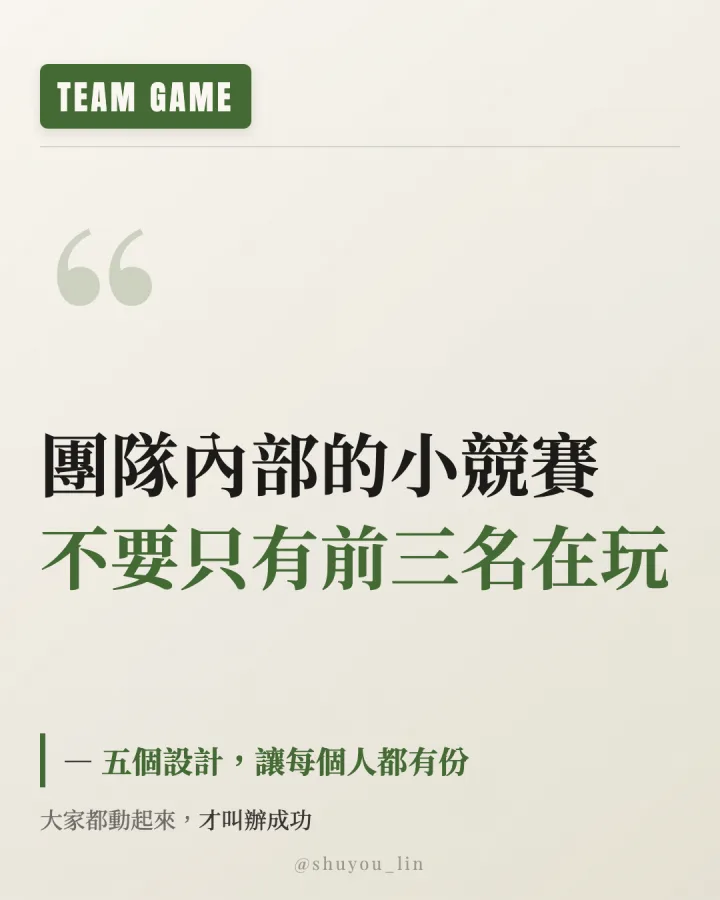 TEAM GAME
團隊內部的小競賽
不要只有前三名在玩
— 五個設計，讓每個人都有份
大家都動起來，才叫辦成功
@shuyou_lin